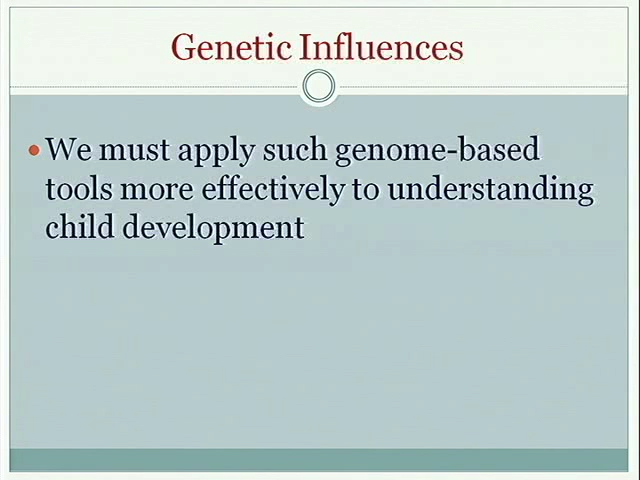 Genetic Influences
We must apply such genome-based
tools more effectively to understanding
child development